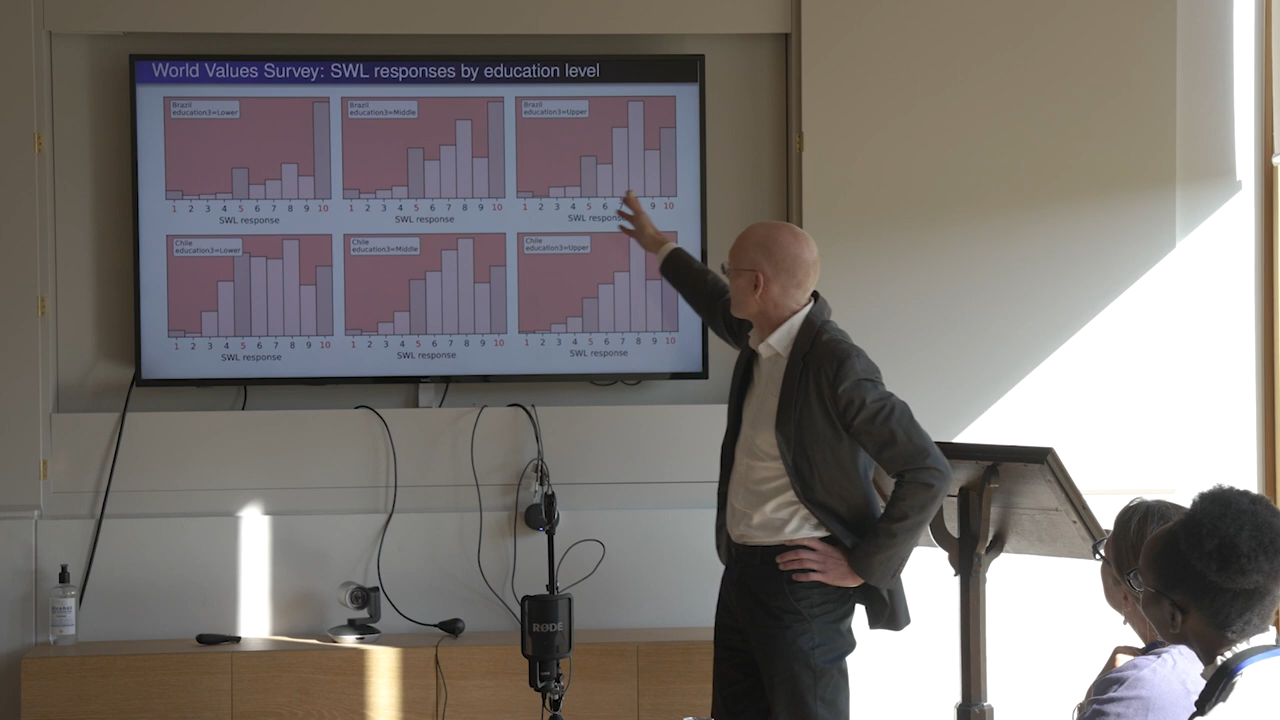 World Values Survey: SWL responses by education level
Brazil
education3=Lower
Brazil
education3=Middle
Brazil
education3=Upper
1 2 3 4 5 6 7 8 9 10
1 2 3 4 5 6 7 8 9 10
1 2 3 4 5 6 7 9 10
SWL response
SWL response
SWL response
Chile
education3=Lower
Chile
education3=Middle
Chile
education3=Upper
1 2 3 4 5 6 7 8 9 10
1 2 3 4 5 6 7 8 9 10
1 2 3 4 5 6 7 8 9 10
SWL response
SWL response
SWL response
RØDE